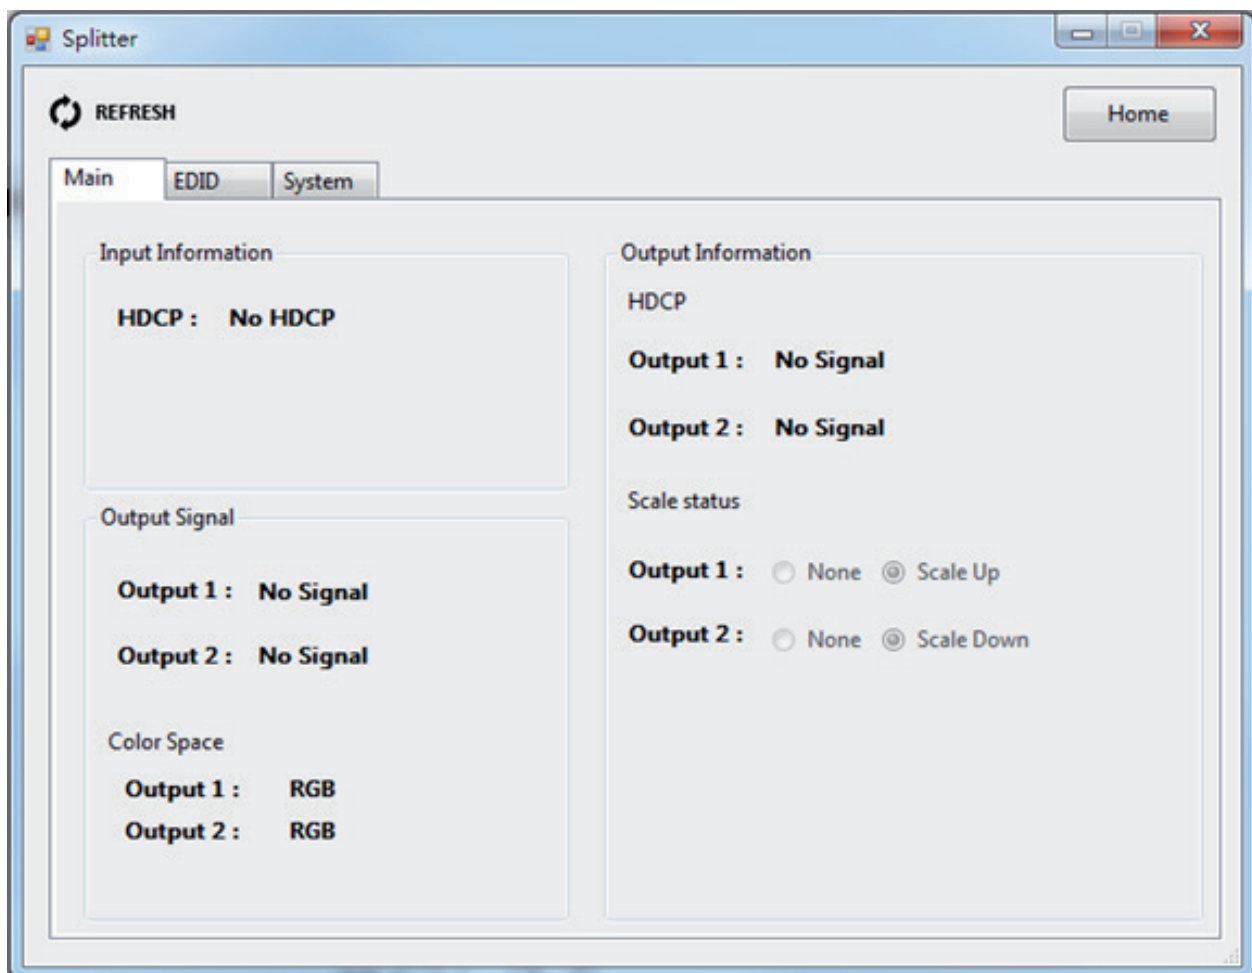 Splitter
REFRESH
Home
Main EDID System
Input Information
HDCP : No HDCP
Output Signal
Output 1 : No Signal
Output 2 : No Signal
Color Space
Output 1 : RGB
Output 2 : RGB
Output Information
HDCP
Output 1 : No Signal
Output 2 : No Signal
Scale status
Output 1 : None Scale Up
Output 2 : None Scale Down